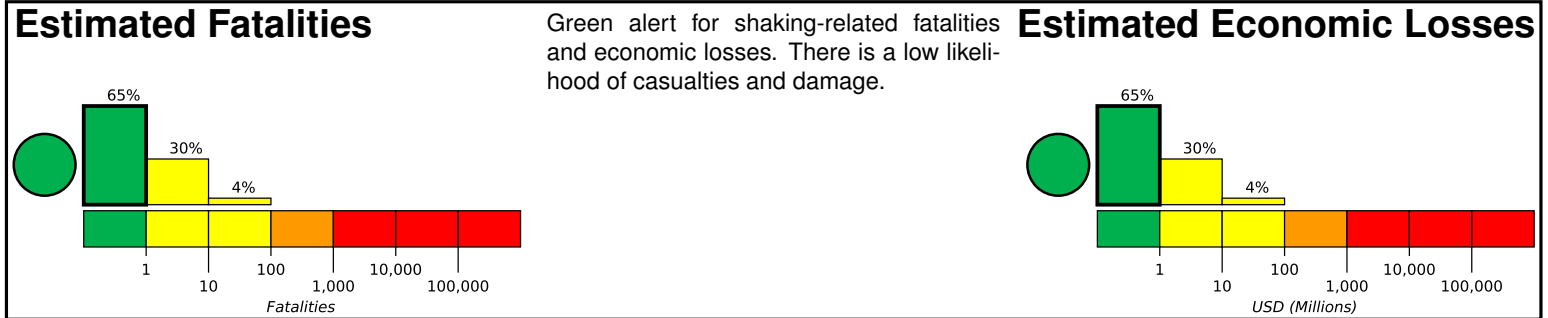 Estimated Fatalities
65%
30%
4%
1
10
100
1,000
10,000
100,000
Fatalities
Green alert for shaking-related fatalities
and economic losses. There is a low likeli-
hood of casualties and damage.
Estimated Economic Losses
65%
30%
4%
1
10
100
1,000
10,000
100,000
USD (Millions)